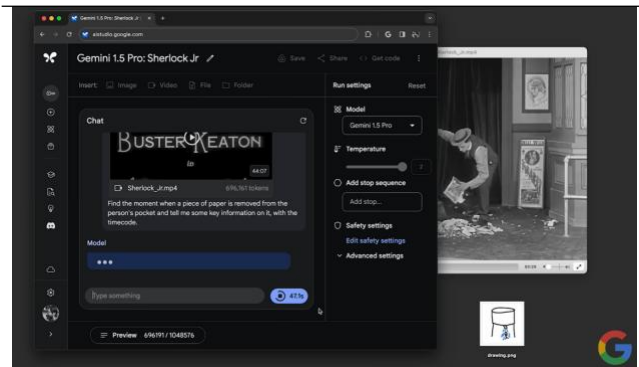 Gemini 1.5 Pro: Sherlock Jr
aistudio.google.com
Gemini 1.5 Pro: Sherlock Jr
Save
Share
<> Get code
Insert:
Image
Video
File
Folder
Run settings
Reset
Chat
BUSTER KEATON
in
44:07
Sherlock_Jr.mp4
696,161 tokens
Find the moment when a piece of paper is removed from the
person's pocket and tell me some key information on it, with the
timecode.
Model
Type something
47.1s
Preview 696191 / 1048576
Model
Gemini 1.5 Pro
Temperature
2
Add stop sequence
Add stop...
Safety settings
Edit safety settings
Advanced settings
drawing.png